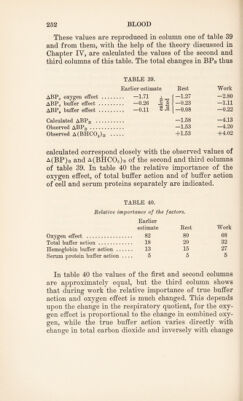 252 BLOOD
These values are reproduced in column one of table 39
and from them, with the help of the theory discussed in
Chapter IV, are calculated the values of the second and
third columns of this table. The total changes in BPB thus
TABLE 39.
Earlier estimate Rest Work
ΔBPo oxygen effect ........ —1.71 calculated —1.27 —2.80
ΔBPc buffer effect ......... —0.26 —0.23 —1.11
ΔBPs buffer effect ......... —0.11 —0.08 —0.22
Calculated ΔBPB .......... —1.58 —4.13
Observed ΔBPB ........... —1.53 —4.20
Observed Δ(BHCO3)B ....... +1.53 +4.02
calculated correspond closely with the observed values of
Δ(BP)B and Δ(BHCO3)B of the second and third columns
of table 39. In table 40 the relative importance of the
oxygen effect, of total buffer action and of buffer action
of cell and serum proteins separately are indicated.
TABLE 40.
Relative importance of the factors.
Earlier
estimate Rest Work
Oxygen effect ................ 82 80 68
Total buffer action ........... 18 20 32
Hemoglobin buffer action ...... 13 15 27
Serum protein buffer action .... 5 5 5
In table 40 the values of the first and second columns
are approximately equal, but the third column shows
that during work the relative importance of true buffer
action and oxygen effect is much changed. This depends
upon the change in the respiratory quotient, for the oxy-
gen effect is proportional to the change in combined oxy-
gen, while the true buffer action varies directly with
change in total carbon dioxide and inversely with change